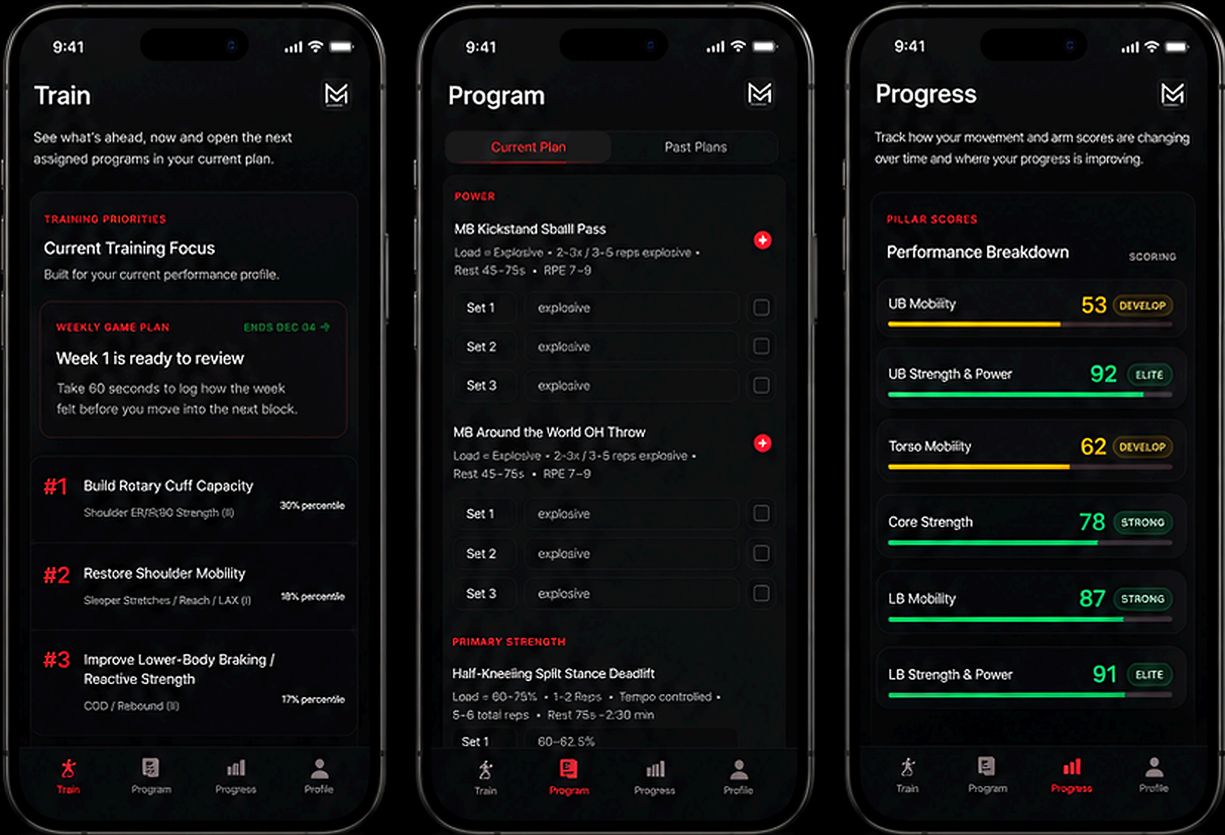 9:41
Train
See what's ahead, now and open the next
assigned programs in your current plan.
TRAINING PRIORITIES
Current Training Focus
Built for your current performance profile.
WEEKLY GAME PLAN
ENDS DEC 04 →
Week 1 is ready to review
Take 60 seconds to log how the week
felt before you move into the next block.
#1
Build Rotary Cuff Capacity
Shoulder Strength
30% percentile
#2
Restore Shoulder Mobility
Sleeper Stretches / Reach / LAX
18% percentile
#3
Improve Lower-Body Braking /
Reactive Strength
COD / Rebound
17% percentile
Train
Program
Progress
Profile
9:41
Program
Current Plan
Past Plans
POWER
MB Kickstand Sball Pass
Load = Explosive • 2-3x / 3-5 reps explosive •
Rest 45-75s • RPE 7-9
Set 1
explosive
Set 2
explosive
Set 3
explosive
MB Around the World OH Throw
Load = Explosive • 2-3x / 3-5 reps explosive •
Rest 45-75s • RPE 7-9
Set 1
explosive
Set 2
explosive
Set 3
explosive
PRIMARY STRENGTH
Half-Kneeling Split Stance Deadlift
Load = 60-75% • 1-2 Reps • Tempo controlled •
5-6 total reps • Rest 75s-2:30 min
Set 1
60-62.5%
Train
Program
Progress
Profile
9:41
Progress
Track how your movement and arm scores are changing
over time and where your progress is improving.
PILLAR SCORES
Performance Breakdown
SCORING
UB Mobility
53
DEVELOP
UB Strength & Power
92
ELITE
Torso Mobility
62
DEVELOP
Core Strength
78
STRONG
LB Mobility
87
STRONG
LB Strength & Power
91
ELITE
Train
Program
Progress
Profile